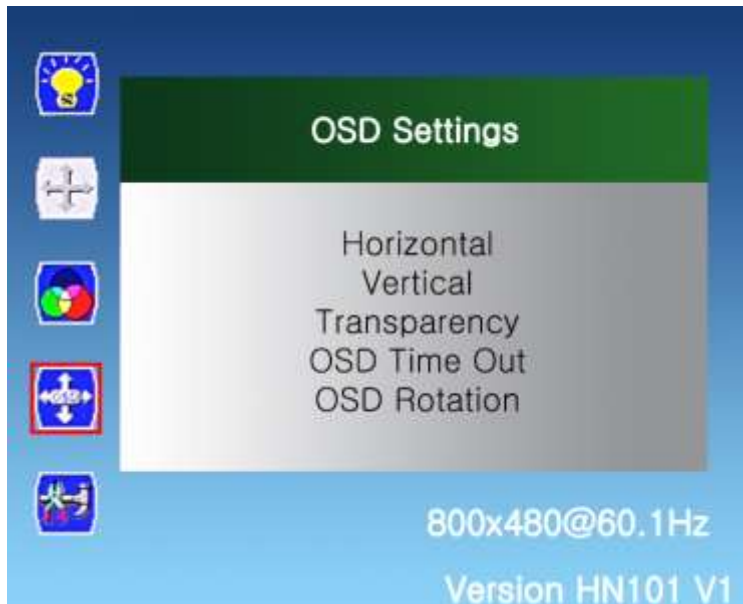 OSD Settings
Horizontal
Vertical
Transparency
OSD Time Out
OSD Rotation
800x480@60.1Hz
Version HN101 V1